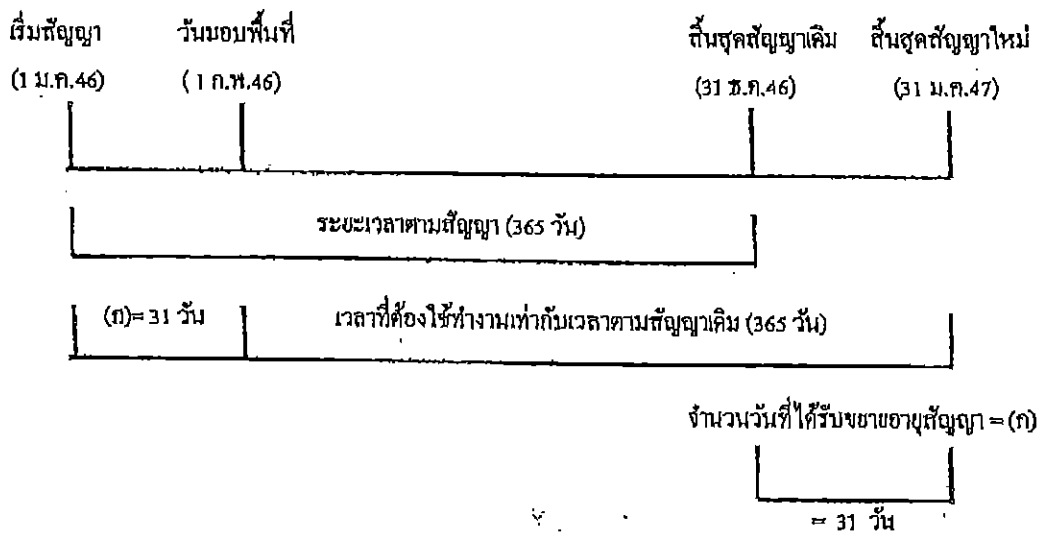 เริ่มสัญญา วันมอบพื้นที่ สิ้นสุดสัญญาเดิม สิ้นสุดสัญญาใหม่
(1 ม.ค.46) (1 ก.พ.46) (31 ธ.ค.46) (31 ม.ค.47)
ระยะเวลาตามสัญญา (365 วัน)
(ก)= 31 วัน เวลาที่ต้องใช้ทำงานเท่ากับเวลาตามสัญญาเดิม (365 วัน)
จำนวนวันที่ได้รับขยายอายุสัญญา = (ก)
= 31 วัน